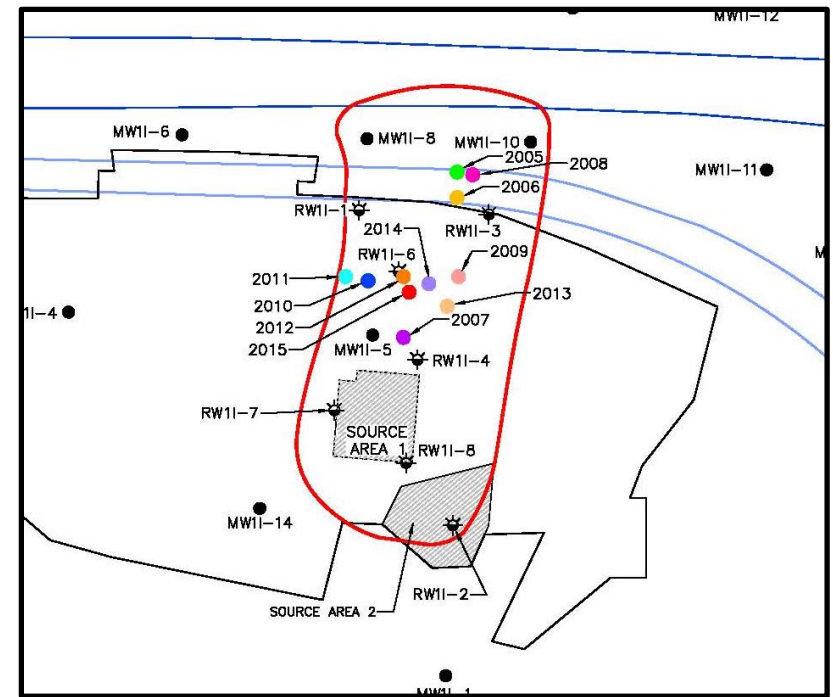 MW1I-12
MW1I-6
MW1I-8
MW1I-10
2005
2008
MW1I-11
2006
RW1I-1
RW1I-3
2014
RW1I-6
2009
2011
2010
2012
2013
2007
1I-4
2015
MW1I-5
RW1I-4
RW1I-7
SOURCE
AREA 1
RW1I-8
MW1I-14
RW1I-2
SOURCE AREA 2